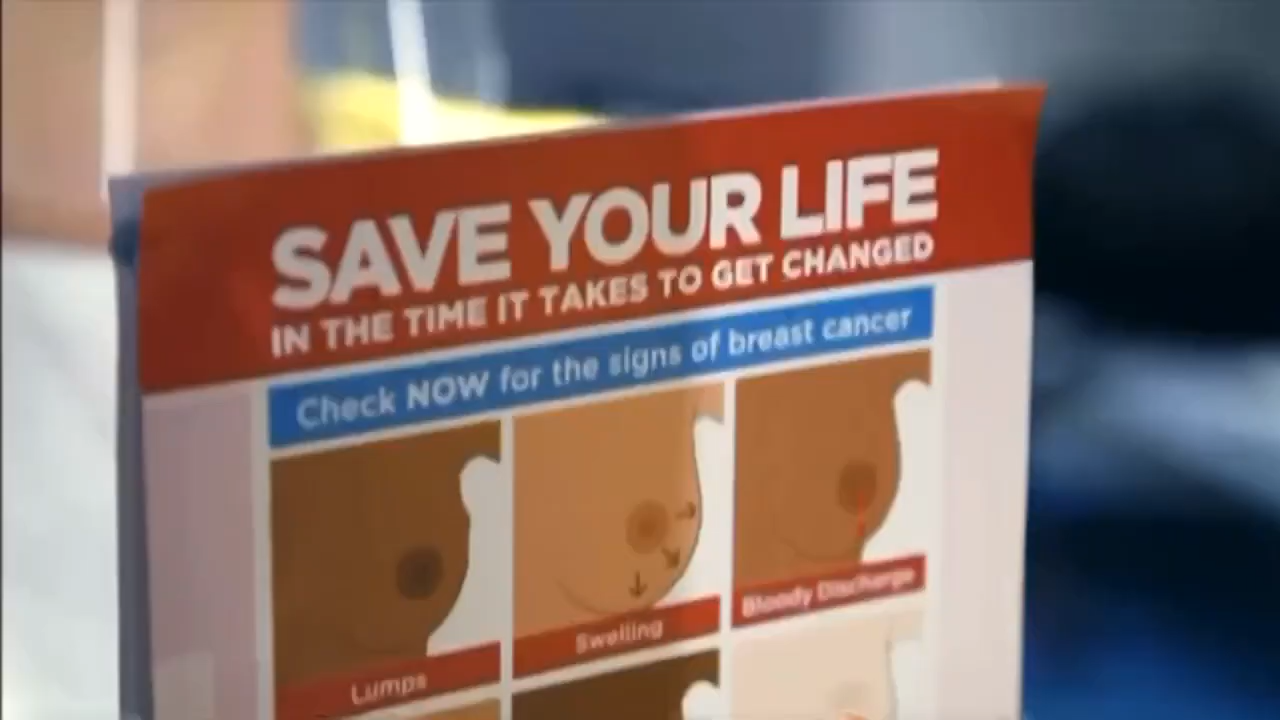 SAVE YOUR LIFE
IN THE TIME IT TAKES TO GET CHANGED
Check NOW for the signs of breast cancer
Lumps
Swelling
Bloody Discharge